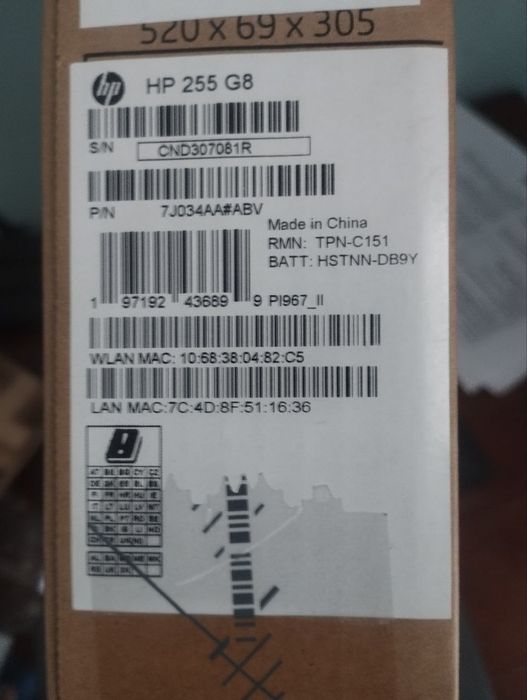 520 x 69 x 305
hp HP 255 G8
S/N CND307081R
P/N 7J034AA#ABV
Made in China
RMN: TPN-C151
BATT: HSTNN-DB9Y
1 97192 43689 9 PI967_II
WLAN MAC: 10:68:38:04:82:C5
LAN MAC:7C:4D:8F:51:16:36